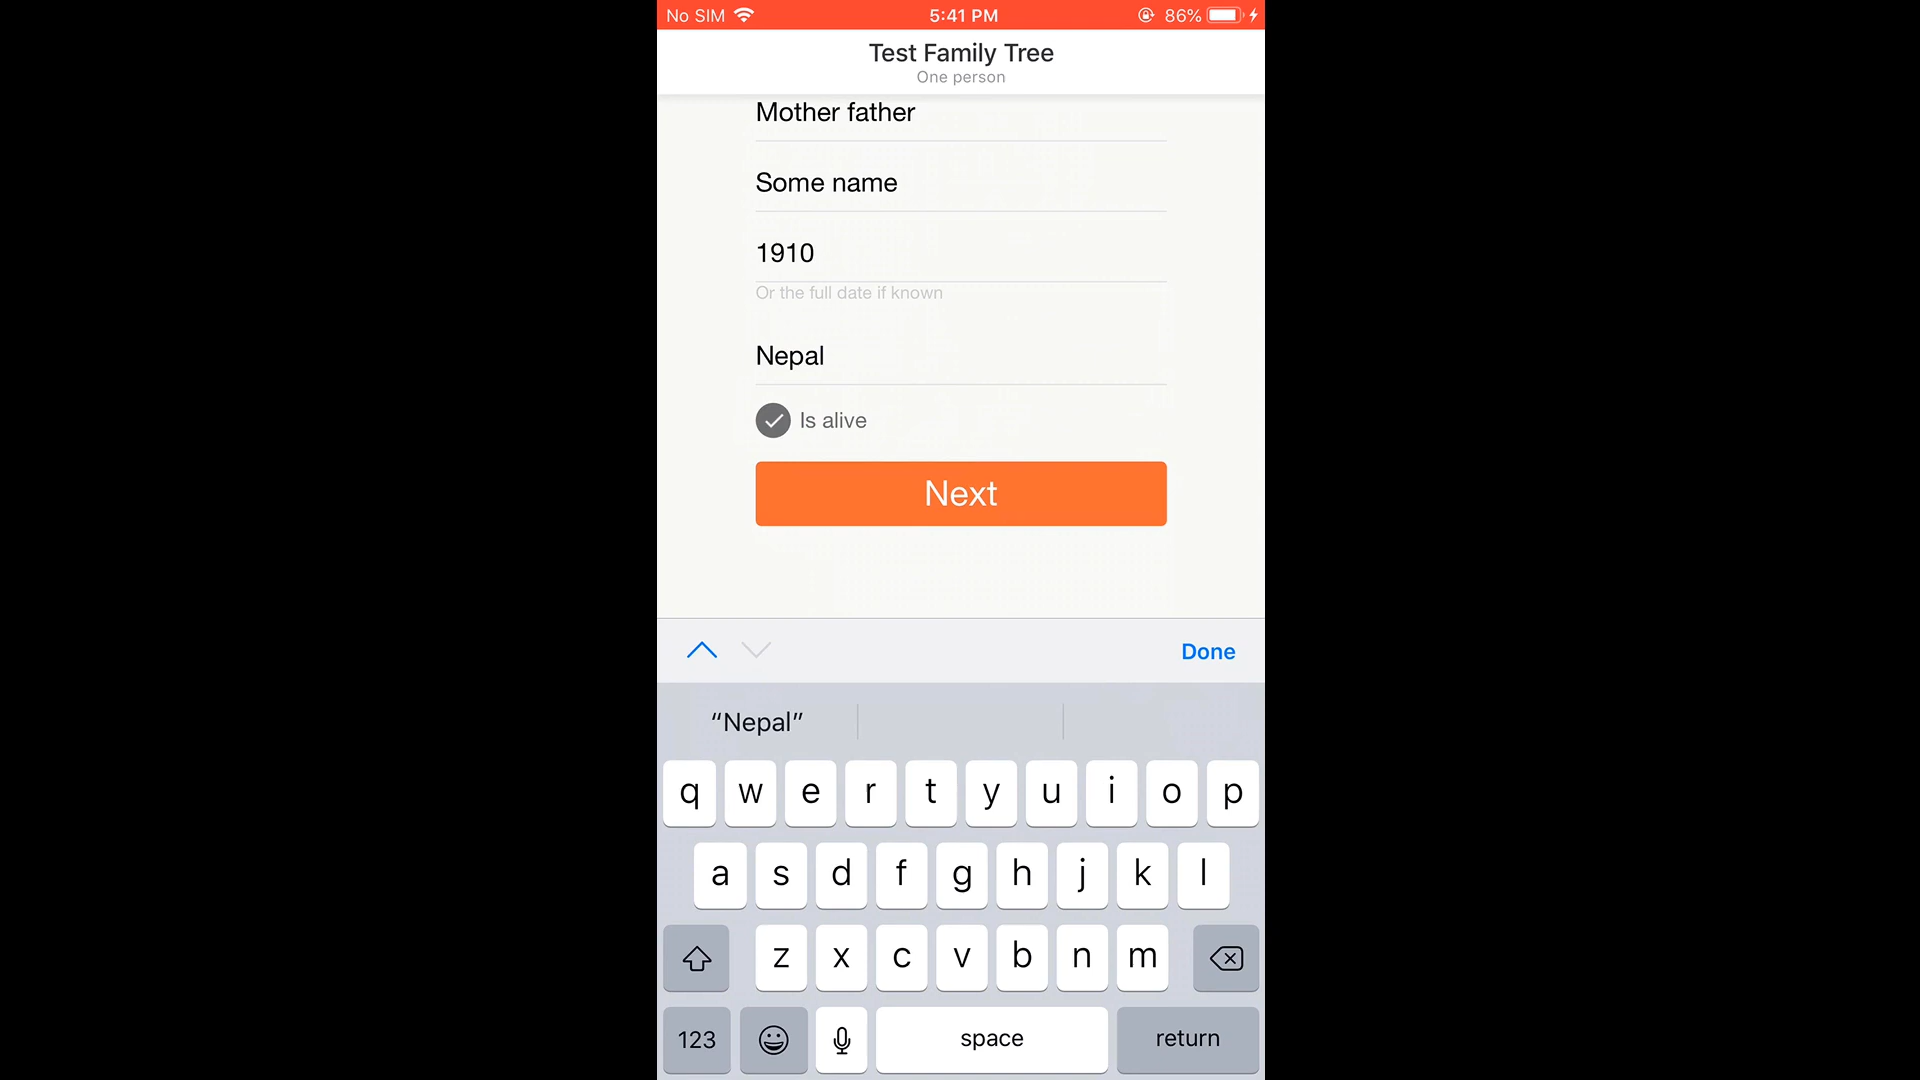 No SIM 5:41 PM 86%
Test Family Tree
One person
Mother father
Some name
1910
Or the full date if known
Nepal
Is alive
Next
Done
“Nepal”
q w e r t y u i o p
a s d f g h j k l
z x c v b n m
123 space return